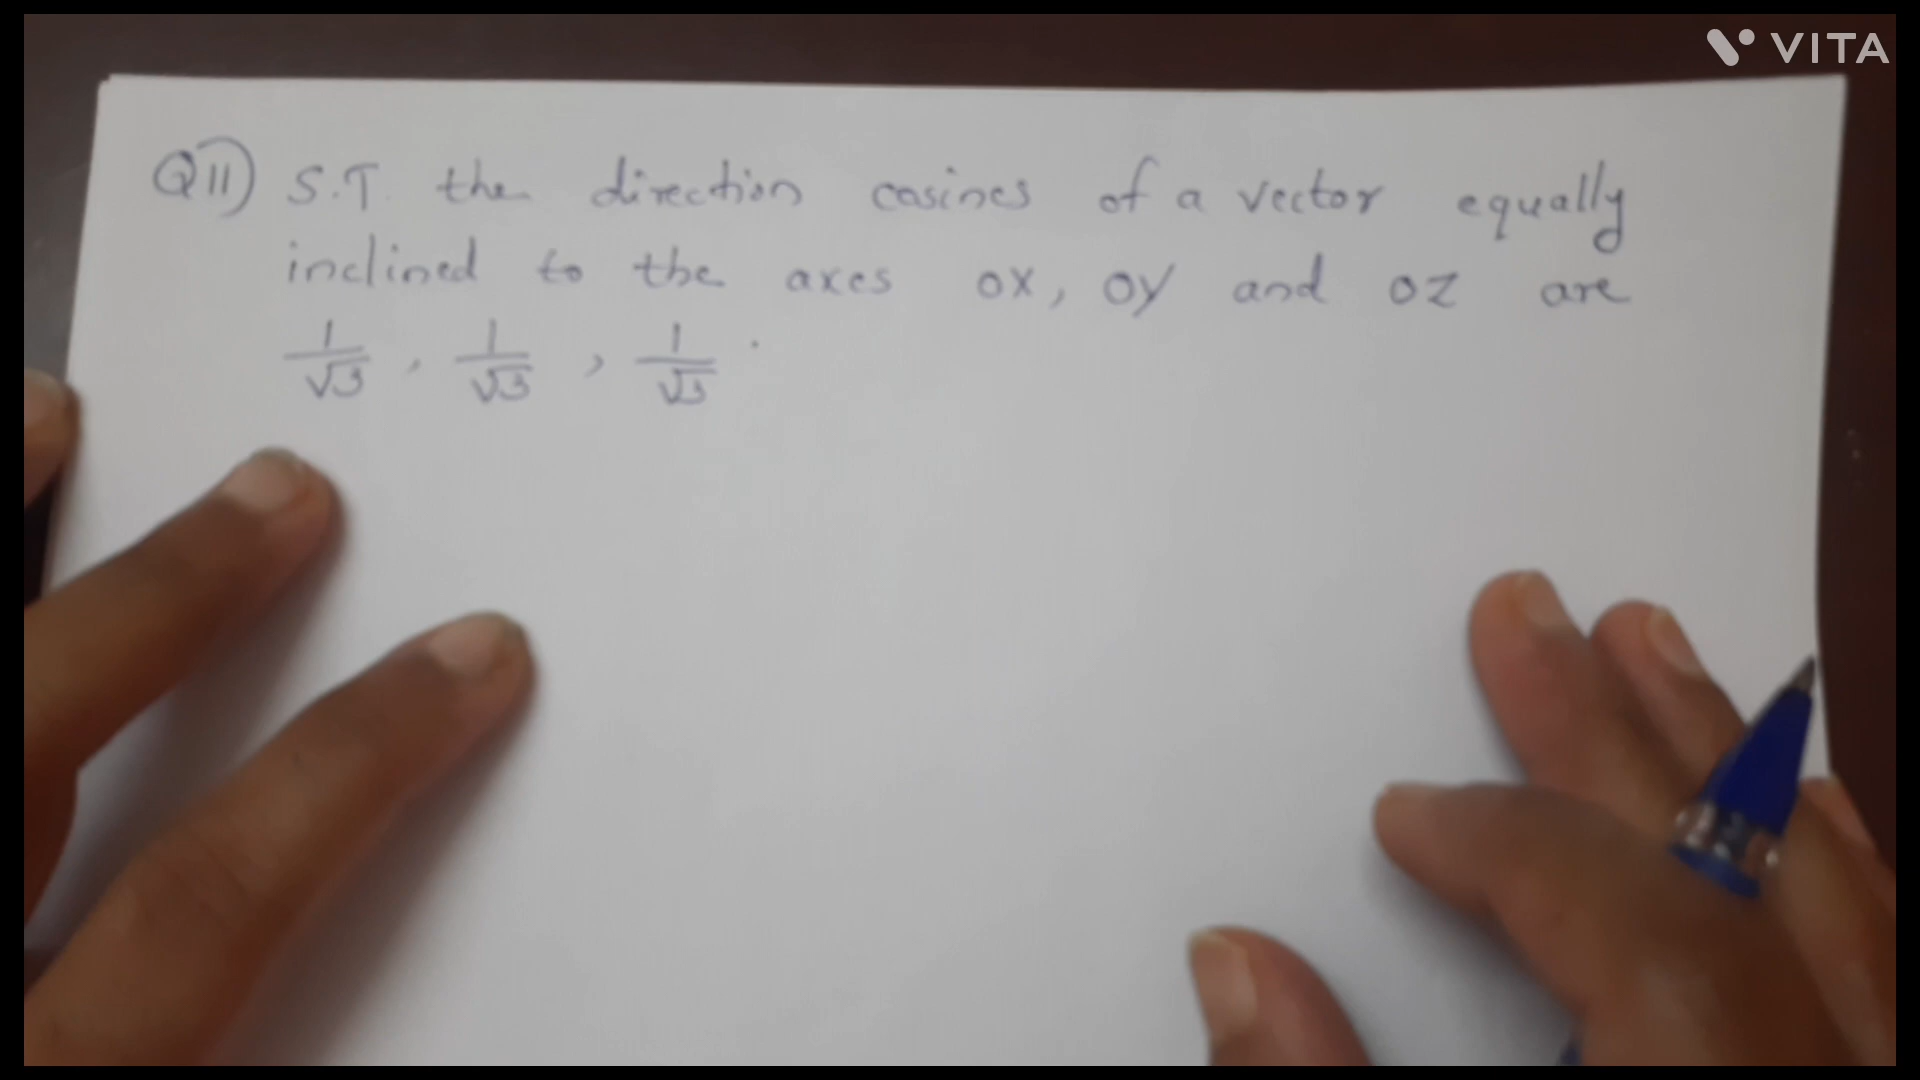 VITA
Q11) S.T. the direction cosines of a vector equally
inclined to the axes OX, OY and OZ are
1/√3, 1/√3, 1/√3.